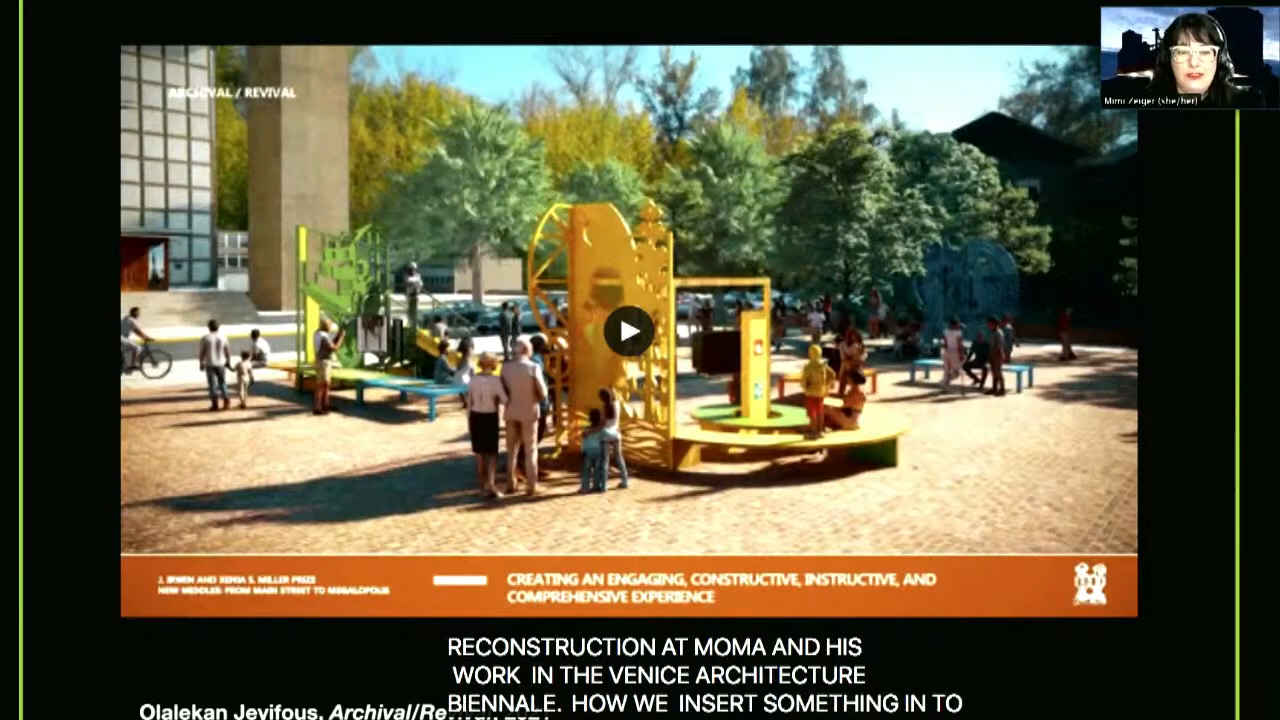 ARCHIVAL / REVIVAL
Mimi Zeiger (she/her)
J. IRWIN AND XENIA S. MILLER PRIZE
NEW MIDDLES: FROM MAIN STREET TO MEGALOPOLIS
CREATING AN ENGAGING, CONSTRUCTIVE, INSTRUCTIVE, AND
COMPREHENSIVE EXPERIENCE
RECONSTRUCTION AT MOMA AND HIS
WORK IN THE VENICE ARCHITECTURE
BIENNALE. HOW WE INSERT SOMETHING IN TO
Olalekan Jeyifous, Archival/Revival, 2021